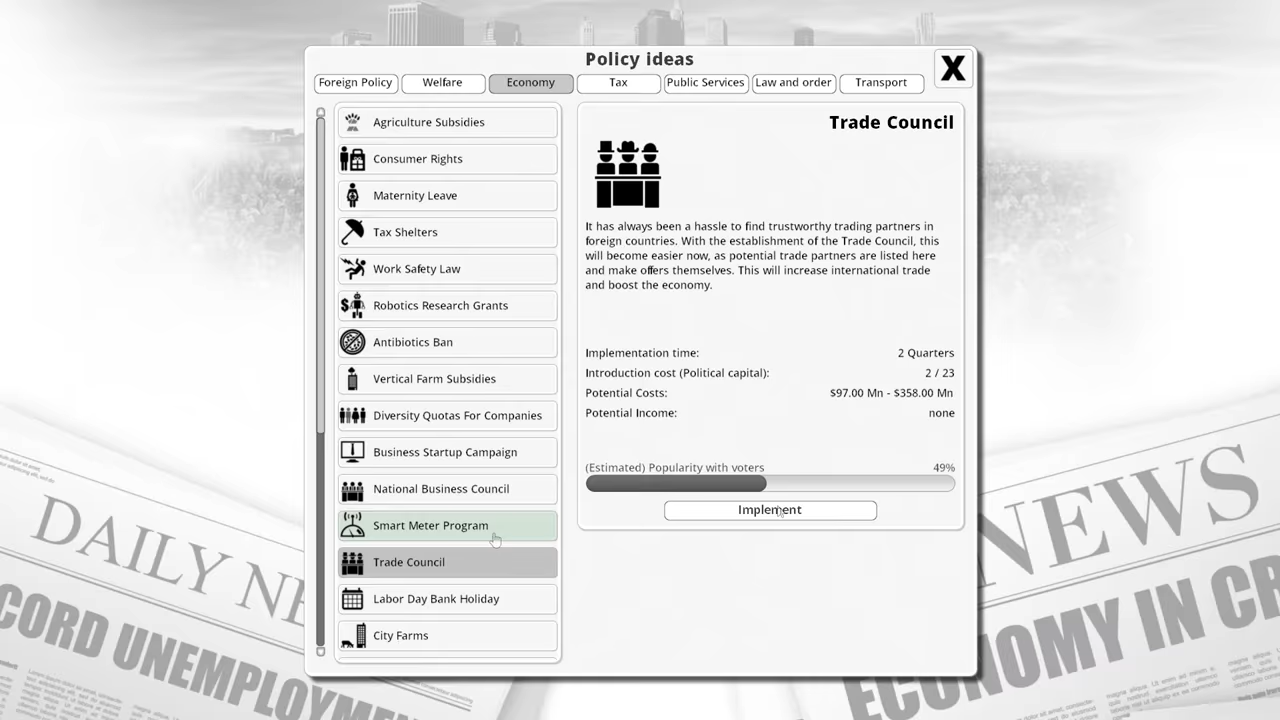 Policy ideas
X
Foreign Policy
Welfare
Economy
Tax
Public Services
Law and order
Transport
Agriculture Subsidies
Consumer Rights
Maternity Leave
Tax Shelters
Work Safety Law
Robotics Research Grants
Antibiotics Ban
Vertical Farm Subsidies
Diversity Quotas For Companies
Business Startup Campaign
National Business Council
Smart Meter Program
Trade Council
Labor Day Bank Holiday
City Farms
Trade Council
It has always been a hassle to find trustworthy trading partners in
foreign countries. With the establishment of the Trade Council, this
will become easier now, as potential trade partners are listed here
and make offers themselves. This will increase international trade
and boost the economy.
Implementation time: 2 Quarters
Introduction cost (Political capital): 2 / 23
Potential Costs: $97.00 Mn - $358.00 Mn
Potential Income: none
(Estimated) Popularity with voters 49%
Implement
DAILY NE
CORD UNEMPLOYM
NEWS
ECONOMY IN CR